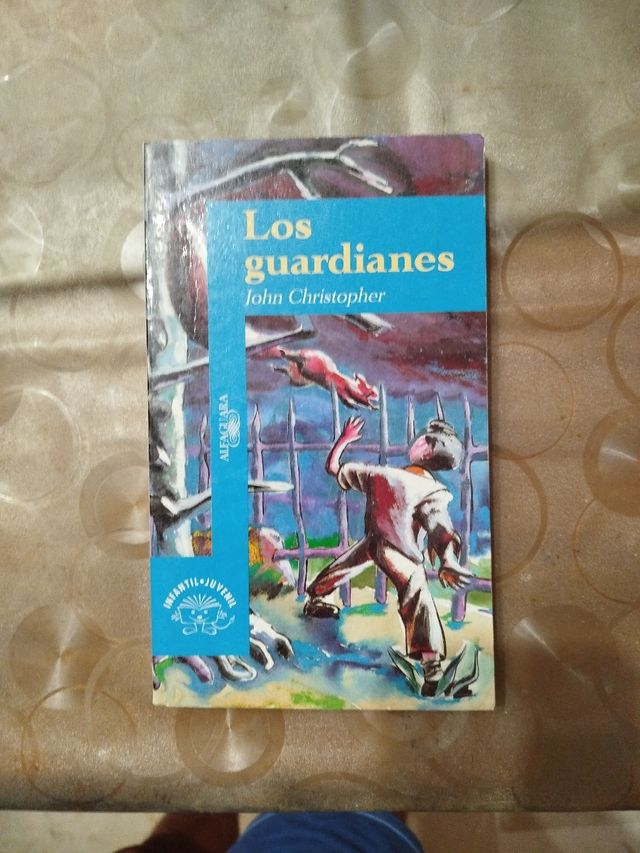 Los
guardianes
John Christopher
ALFAGUARA
INFANTIL•JUVENIL